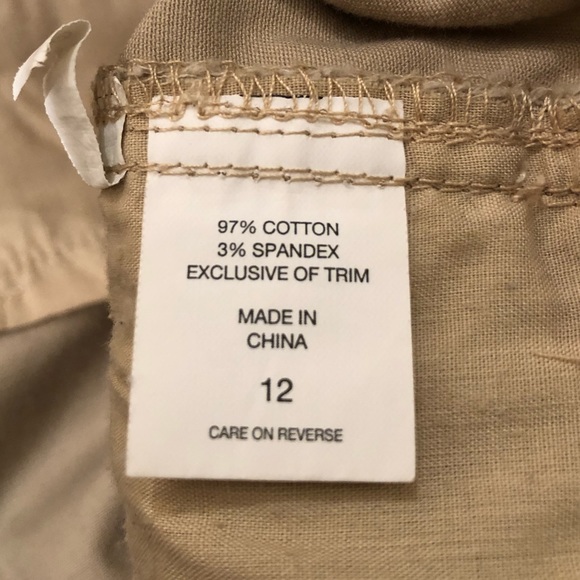 97% COTTON
3% SPANDEX
EXCLUSIVE OF TRIM
MADE IN
CHINA
12
CARE ON REVERSE